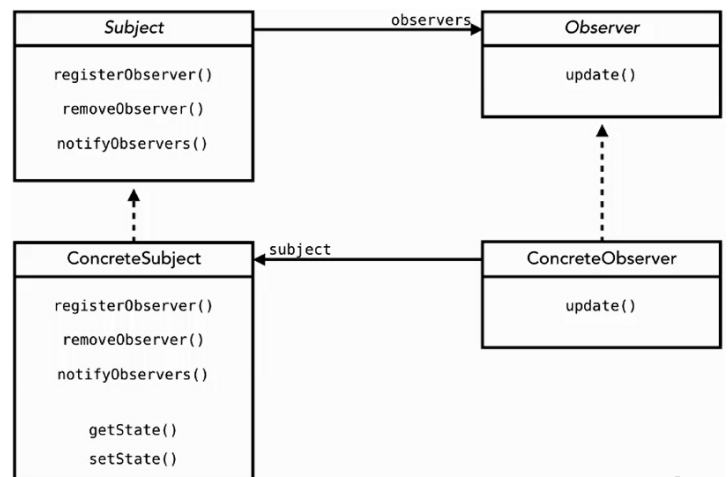 Subject
registerObserver()
removeObserver()
notifyObservers()
observers
Observer
update()
ConcreteSubject
registerObserver()
removeObserver()
notifyObservers()
getState()
setState()
subject
ConcreteObserver
update()